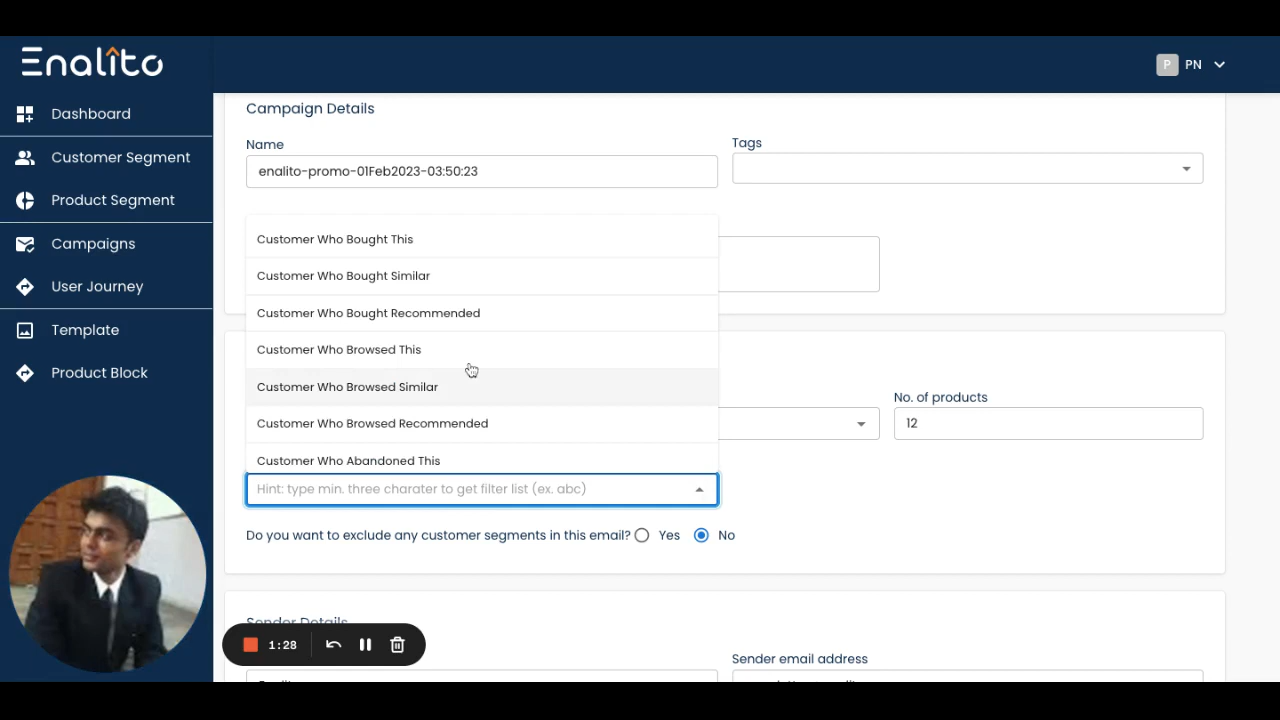 Enalito
P PN
Dashboard
Customer Segment
Product Segment
Campaigns
User Journey
Template
Product Block
Campaign Details
Name
Tags
enalito-promo-01Feb2023-03:50:23
Customer Who Bought This
Customer Who Bought Similar
Customer Who Bought Recommended
Customer Who Browsed This
Customer Who Browsed Similar
Customer Who Browsed Recommended
Customer Who Abandoned This
No. of products
12
Hint: type min. three charater to get filter list (ex. abc)
Do you want to exclude any customer segments in this email? Yes No
Sender Details
1:28
Sender email address